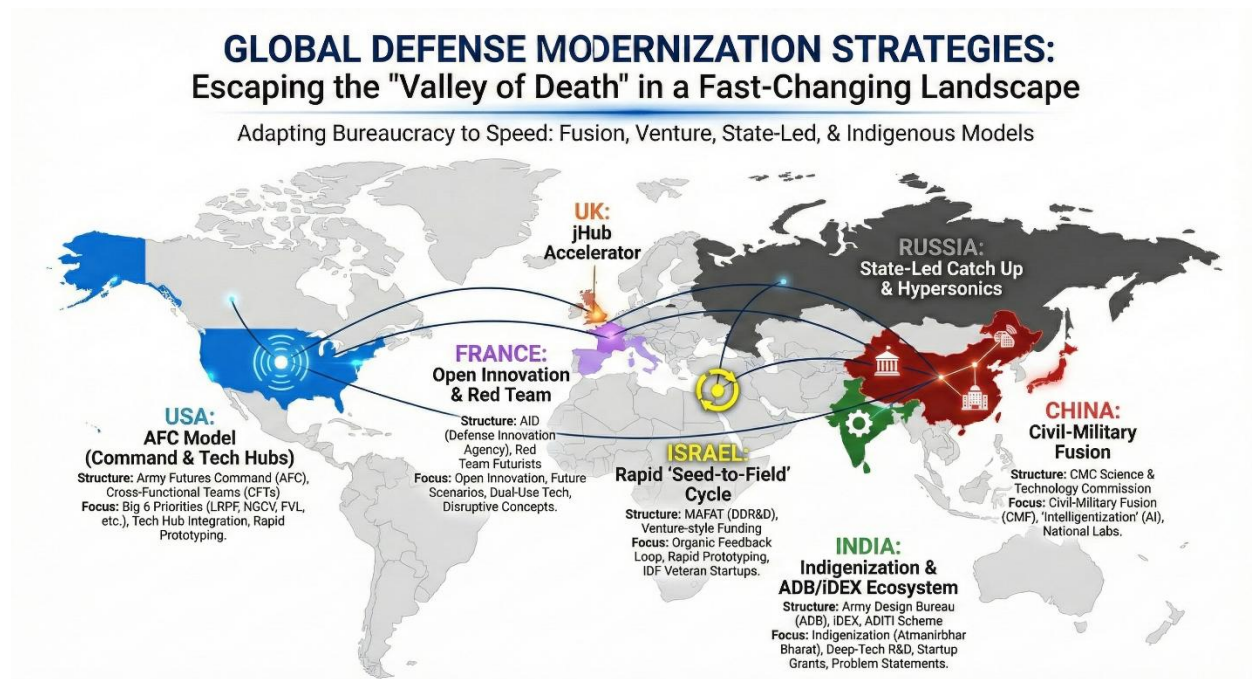 GLOBAL DEFENSE MODERNIZATION STRATEGIES:
Escaping the "Valley of Death" in a Fast-Changing Landscape
Adapting Bureaucracy to Speed: Fusion, Venture, State-Led, & Indigenous Models
UK:
jHub
Accelerator
RUSSIA:
State-Led Catch Up
& Hypersonics
USA:
AFC Model
(Command & Tech Hubs)
Structure: Army Futures Command (AFC),
Cross-Functional Teams (CFTs)
Focus: Big 6 Priorities (LRPF, NGCV, FVL,
etc.), Tech Hub Integration, Rapid
Prototyping.
FRANCE:
Open Innovation
& Red Team
Structure: AID
(Defense Innovation
Agency), Red
Team Futurists
Focus: Open Innovation, Future
Scenarios, Dual-Use Tech,
Disruptive Concepts.
ISRAEL:
Rapid ‘Seed-to-Field’
Cycle
Structure: MAFAT (DDR&D),
Venture-style Funding
Focus: Organic Feedback
Loop, Rapid Prototyping,
IDF Veteran Startups.
CHINA:
Civil-Military
Fusion
Structure: CMC Science &
Technology Commission
Focus: Civil-Military Fusion
(CMF), ‘Intelligentization’ (AI),
National Labs.
INDIA:
Indigenization &
ADB/iDEX Ecosystem
Structure: Army Design Bureau
(ADB), iDEX, ADITI Scheme
Focus: Indigenization (Atmanirbhar
Bharat), Deep-Tech R&D, Startup
Grants, Problem Statements.